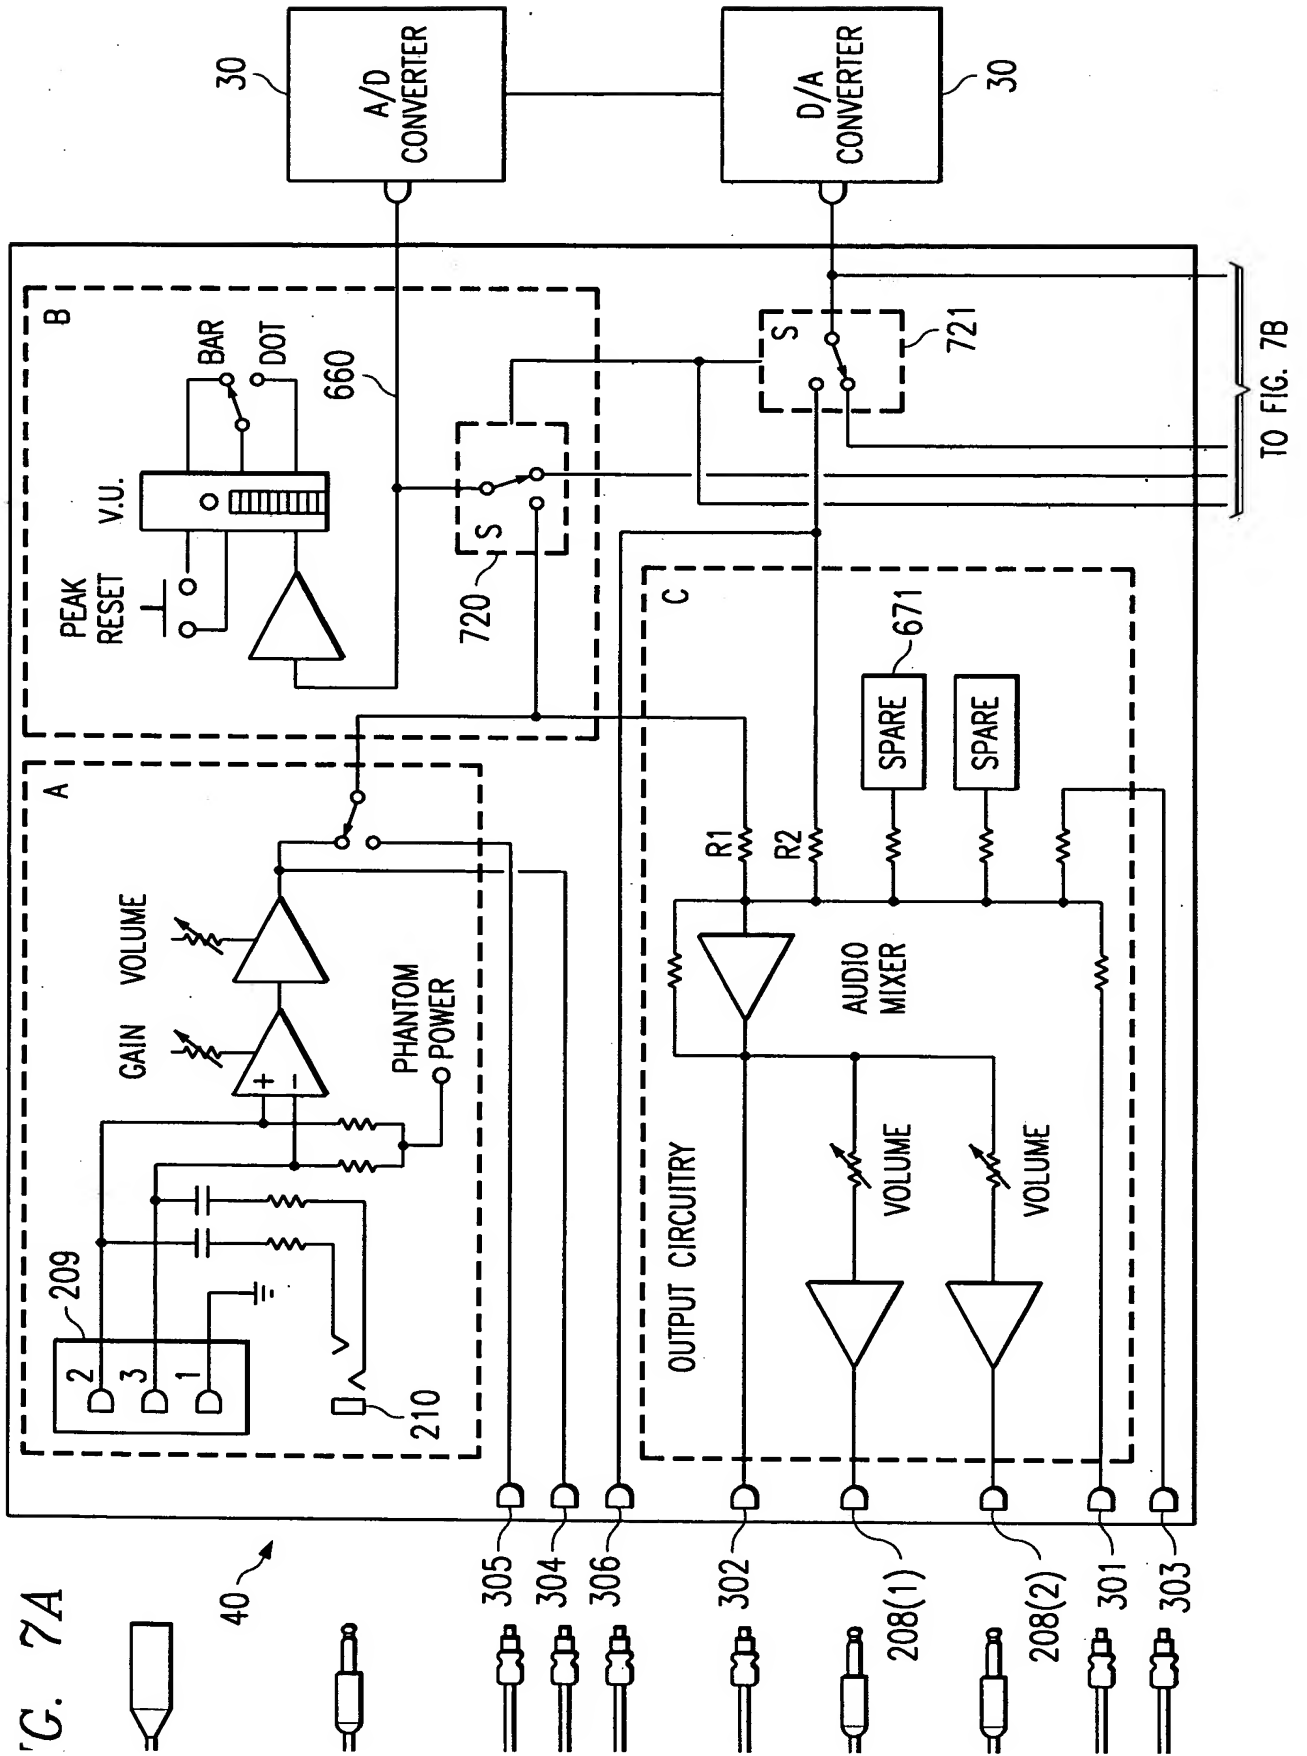 FIG. 7A
40
30
A/D
CONVERTER
D/A
CONVERTER
30
B
BAR
DOT
V.U.
PEAK
RESET
660
S
720
S
721
TO FIG. 7B
A
VOLUME
GAIN
+
−
PHANTOM
POWER
209
2
3
1
210
C
R1
R2
SPARE
671
SPARE
AUDIO
MIXER
OUTPUT CIRCUITRY
VOLUME
VOLUME
305
304
306
302
208(1)
208(2)
301
303